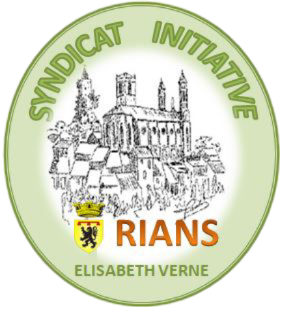 SYNDICAT INITIATIVE
RIANS
ELISABETH VERNE